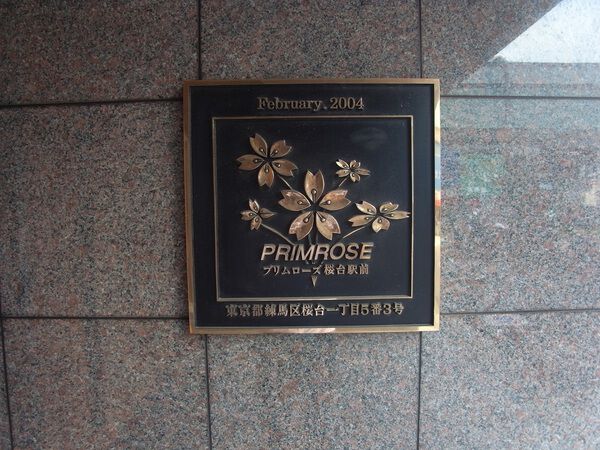 February, 2004
PRIMROSE
プリムローズ桜台駅前
東京都練馬区桜台一丁目5番3号